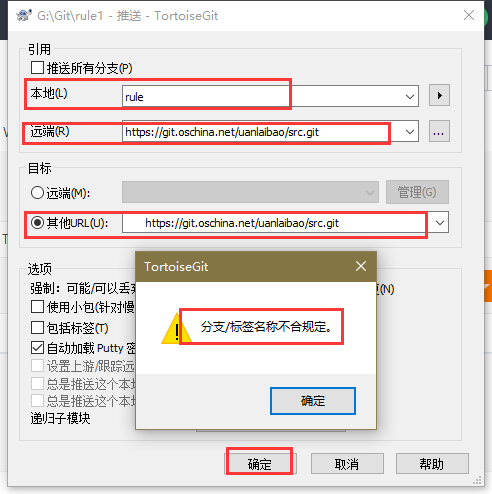 G:\Git\rule1 - 推送 - TortoiseGit
引用
推送所有分支(P)
本地(L)
rule
远端(R)
https://git.oschina.net/uanlaibao/src.git
...
目标
远端(M):
管理(G)
其他URL(U):
https://git.oschina.net/uanlaibao/src.git
TortoiseGit
选项
强制: 可能/可以丢弃
(N)
使用小包(针对慢
分支/标签名称不合规定。
包括标签(T)
自动加载 Putty 密
设置上游/跟踪远
总是推送这个本地
总是推送这个本地
确定
递归子模块
确定
取消
帮助